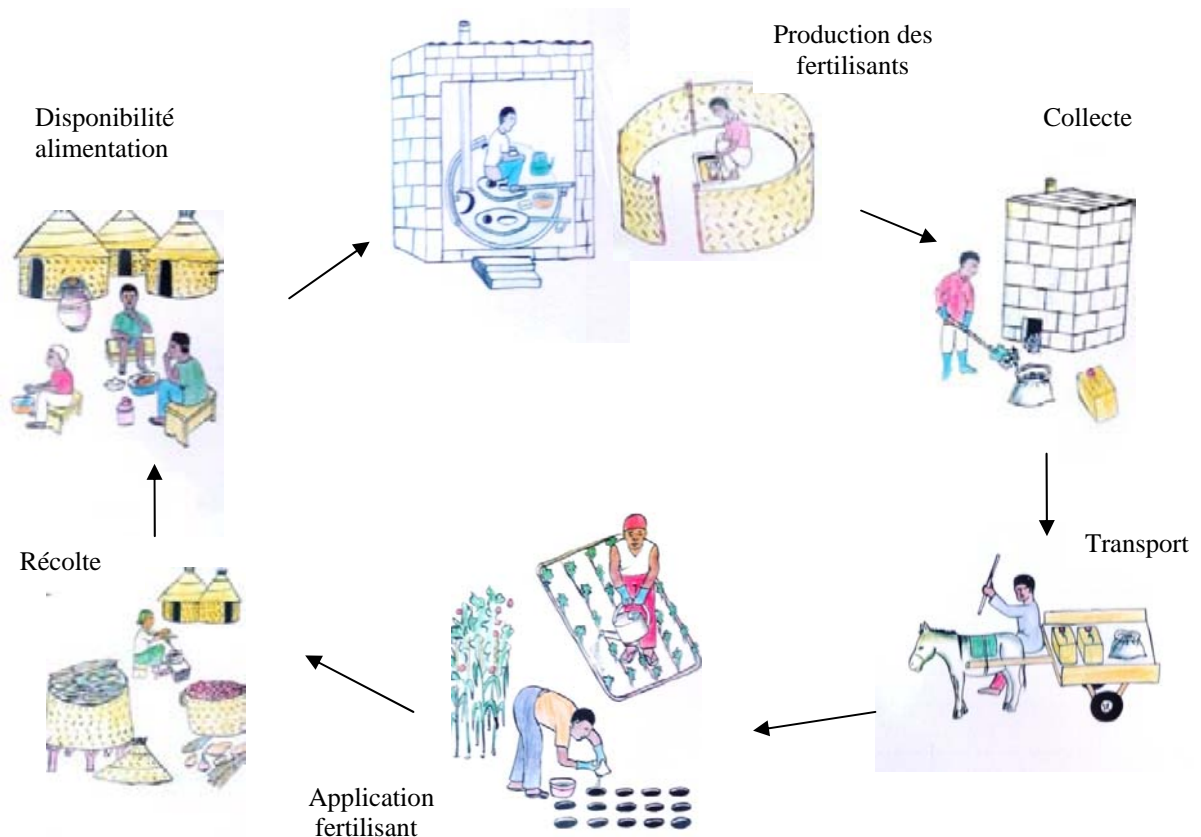 Production des
fertilisants
Disponibilité
alimentation
Collecte
Transport
Récolte
Application
fertilisant